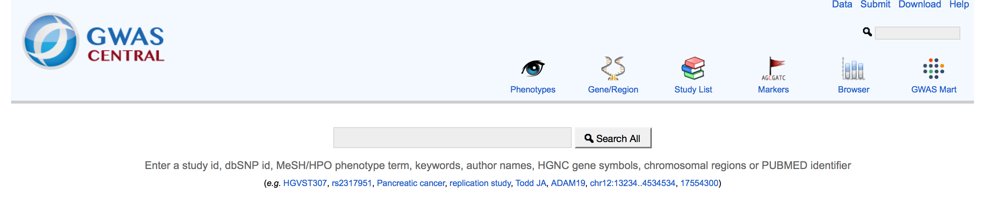 Data Submit Download Help
GWAS
CENTRAL
AGCGATC
Phenotypes Gene/Region Study List Markers Browser GWAS Mart
Search All
Enter a study id, dbSNP id, MeSH/HPO phenotype term, keywords, author names, HGNC gene symbols, chromosomal regions or PUBMED identifier
(e.g. HGVST307, rs2317951, Pancreatic cancer, replication study, Todd JA, ADAM19, chr12:13234..4534534, 17554300)